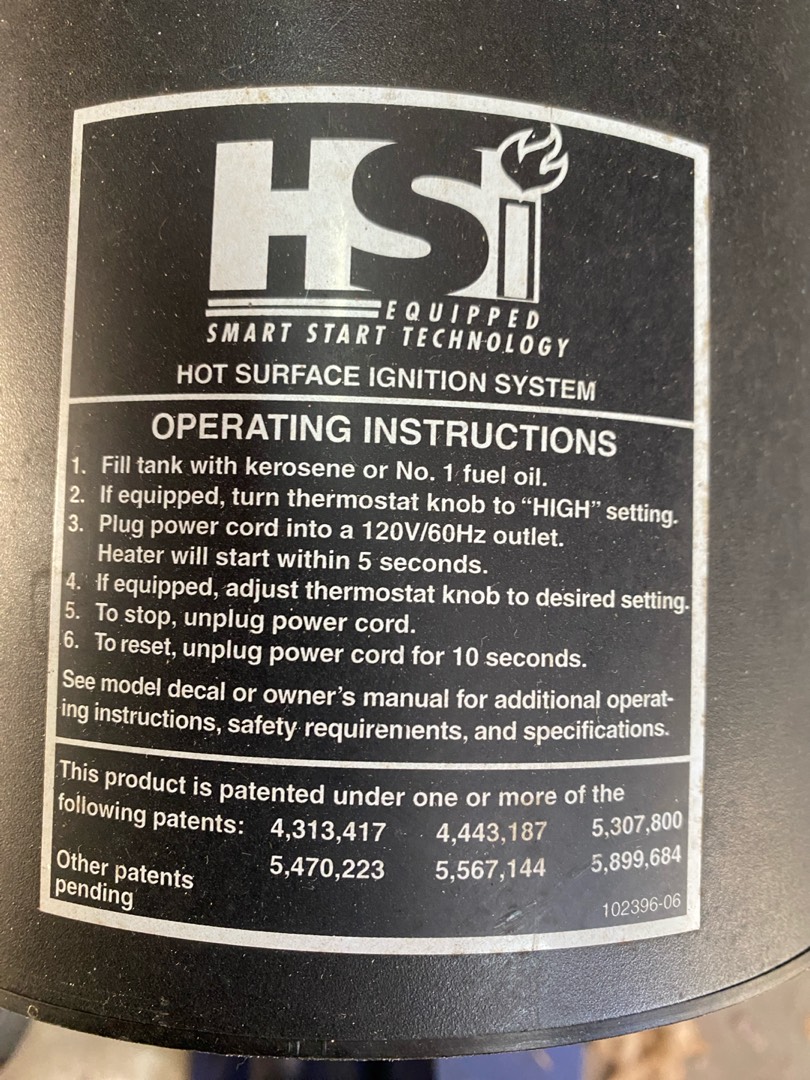 HSi
EQUIPPED
SMART START TECHNOLOGY
HOT SURFACE IGNITION SYSTEM
OPERATING INSTRUCTIONS
1. Fill tank with kerosene or No. 1 fuel oil.
2. If equipped, turn thermostat knob to “HIGH” setting.
3. Plug power cord into a 120V/60Hz outlet.
Heater will start within 5 seconds.
4. If equipped, adjust thermostat knob to desired setting.
5. To stop, unplug power cord.
6. To reset, unplug power cord for 10 seconds.
See model decal or owner’s manual for additional operat-
ing instructions, safety requirements, and specifications.
This product is patented under one or more of the
following patents: 4,313,417 4,443,187 5,307,800
5,470,223 5,567,144 5,899,684
Other patents
pending
102396-06